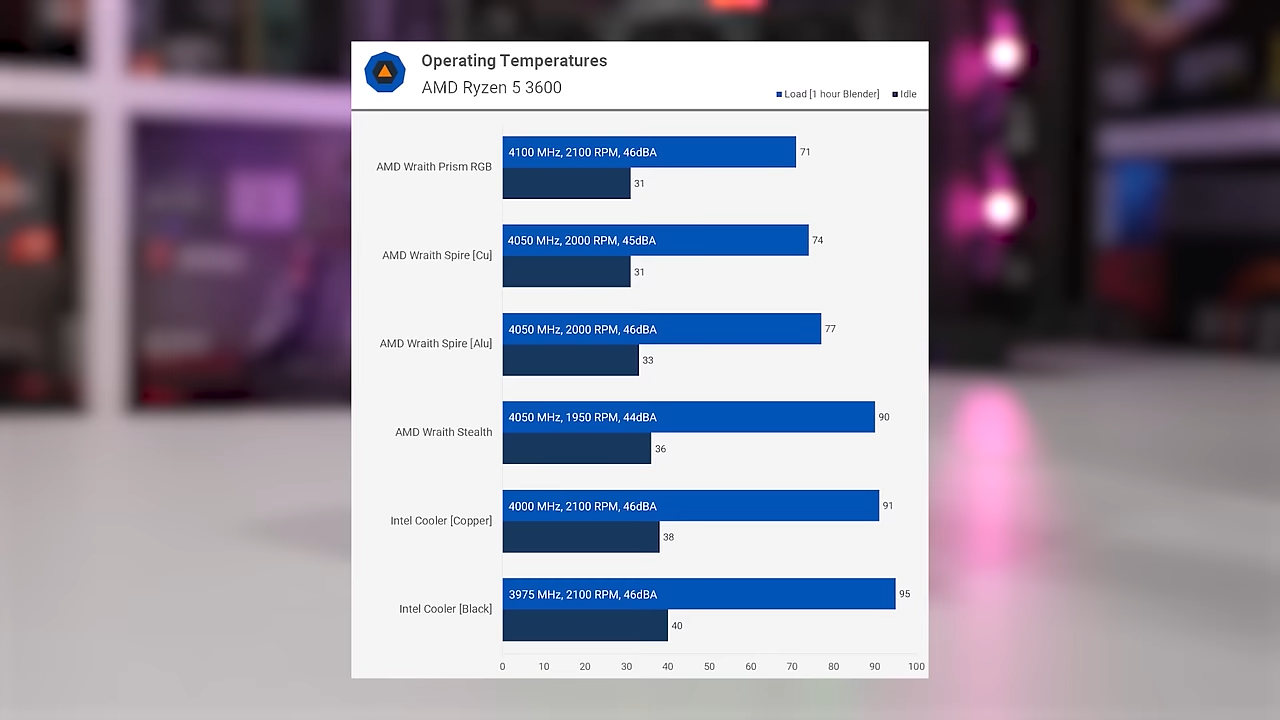 Operating Temperatures
AMD Ryzen 5 3600
Load [1 hour Blender] Idle
AMD Wraith Prism RGB
4100 MHz, 2100 RPM, 46dBA
71
31
AMD Wraith Spire [Cu]
4050 MHz, 2000 RPM, 45dBA
74
31
AMD Wraith Spire [Alu]
4050 MHz, 2000 RPM, 46dBA
77
33
AMD Wraith Stealth
4050 MHz, 1950 RPM, 44dBA
90
36
Intel Cooler [Copper]
4000 MHz, 2100 RPM, 46dBA
91
38
Intel Cooler [Black]
3975 MHz, 2100 RPM, 46dBA
95
40
0 10 20 30 40 50 60 70 80 90 100